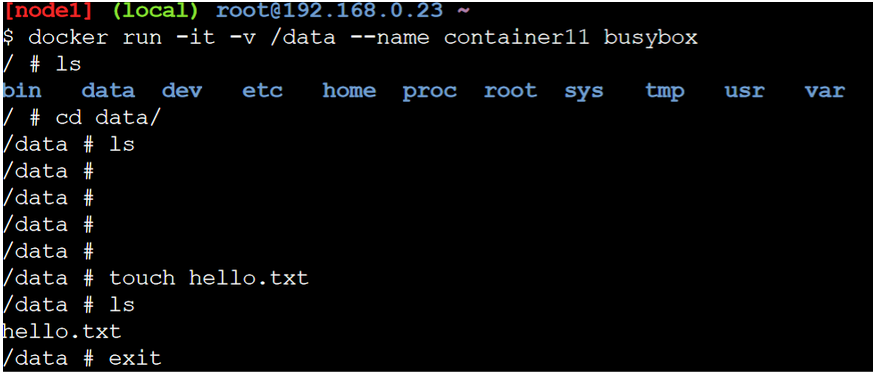 [node1] (local) root@192.168.0.23 ~
$ docker run -it -v /data --name container11 busybox
/ # ls
bin   data  dev   etc   home  proc  root  sys   tmp   usr   var
/ # cd data/
/data # ls
/data #
/data #
/data #
/data #
/data # touch hello.txt
/data # ls
hello.txt
/data # exit